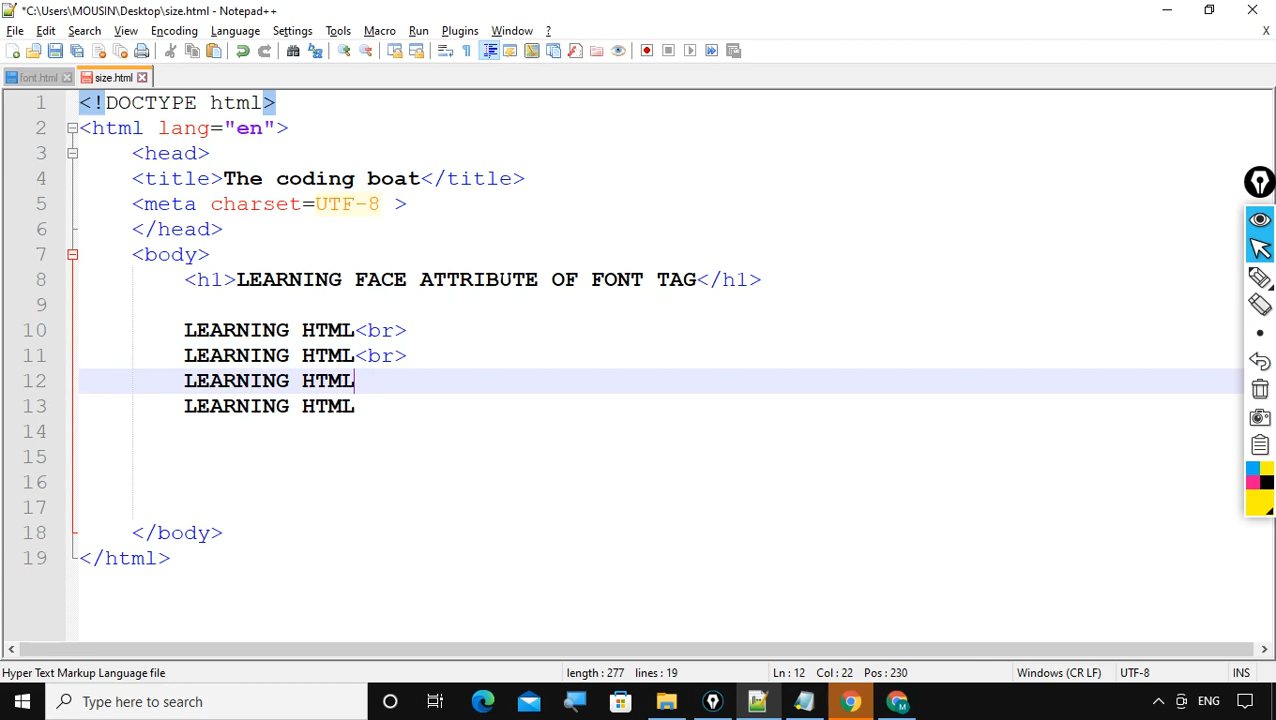 *C:\Users\MOUSIN\Desktop\size.html - Notepad++
File Edit Search View Encoding Language Settings Tools Macro Run Plugins Window ? X
font.html size.html
1 <!DOCTYPE html>
2 <html lang="en">
3 <head>
4 <title>The coding boat</title>
5 <meta charset=UTF-8 >
6 </head>
7 <body>
8 <h1>LEARNING FACE ATTRIBUTE OF FONT TAG</h1>
9
10 LEARNING HTML<br>
11 LEARNING HTML<br>
12 LEARNING HTML
13 LEARNING HTML
14
15
16
17
18 </body>
19 </html>
Hyper Text Markup Language file length : 277 lines : 19 Ln : 12 Col : 22 Pos : 230 Windows (CR LF) UTF-8 INS
Type here to search M ENG